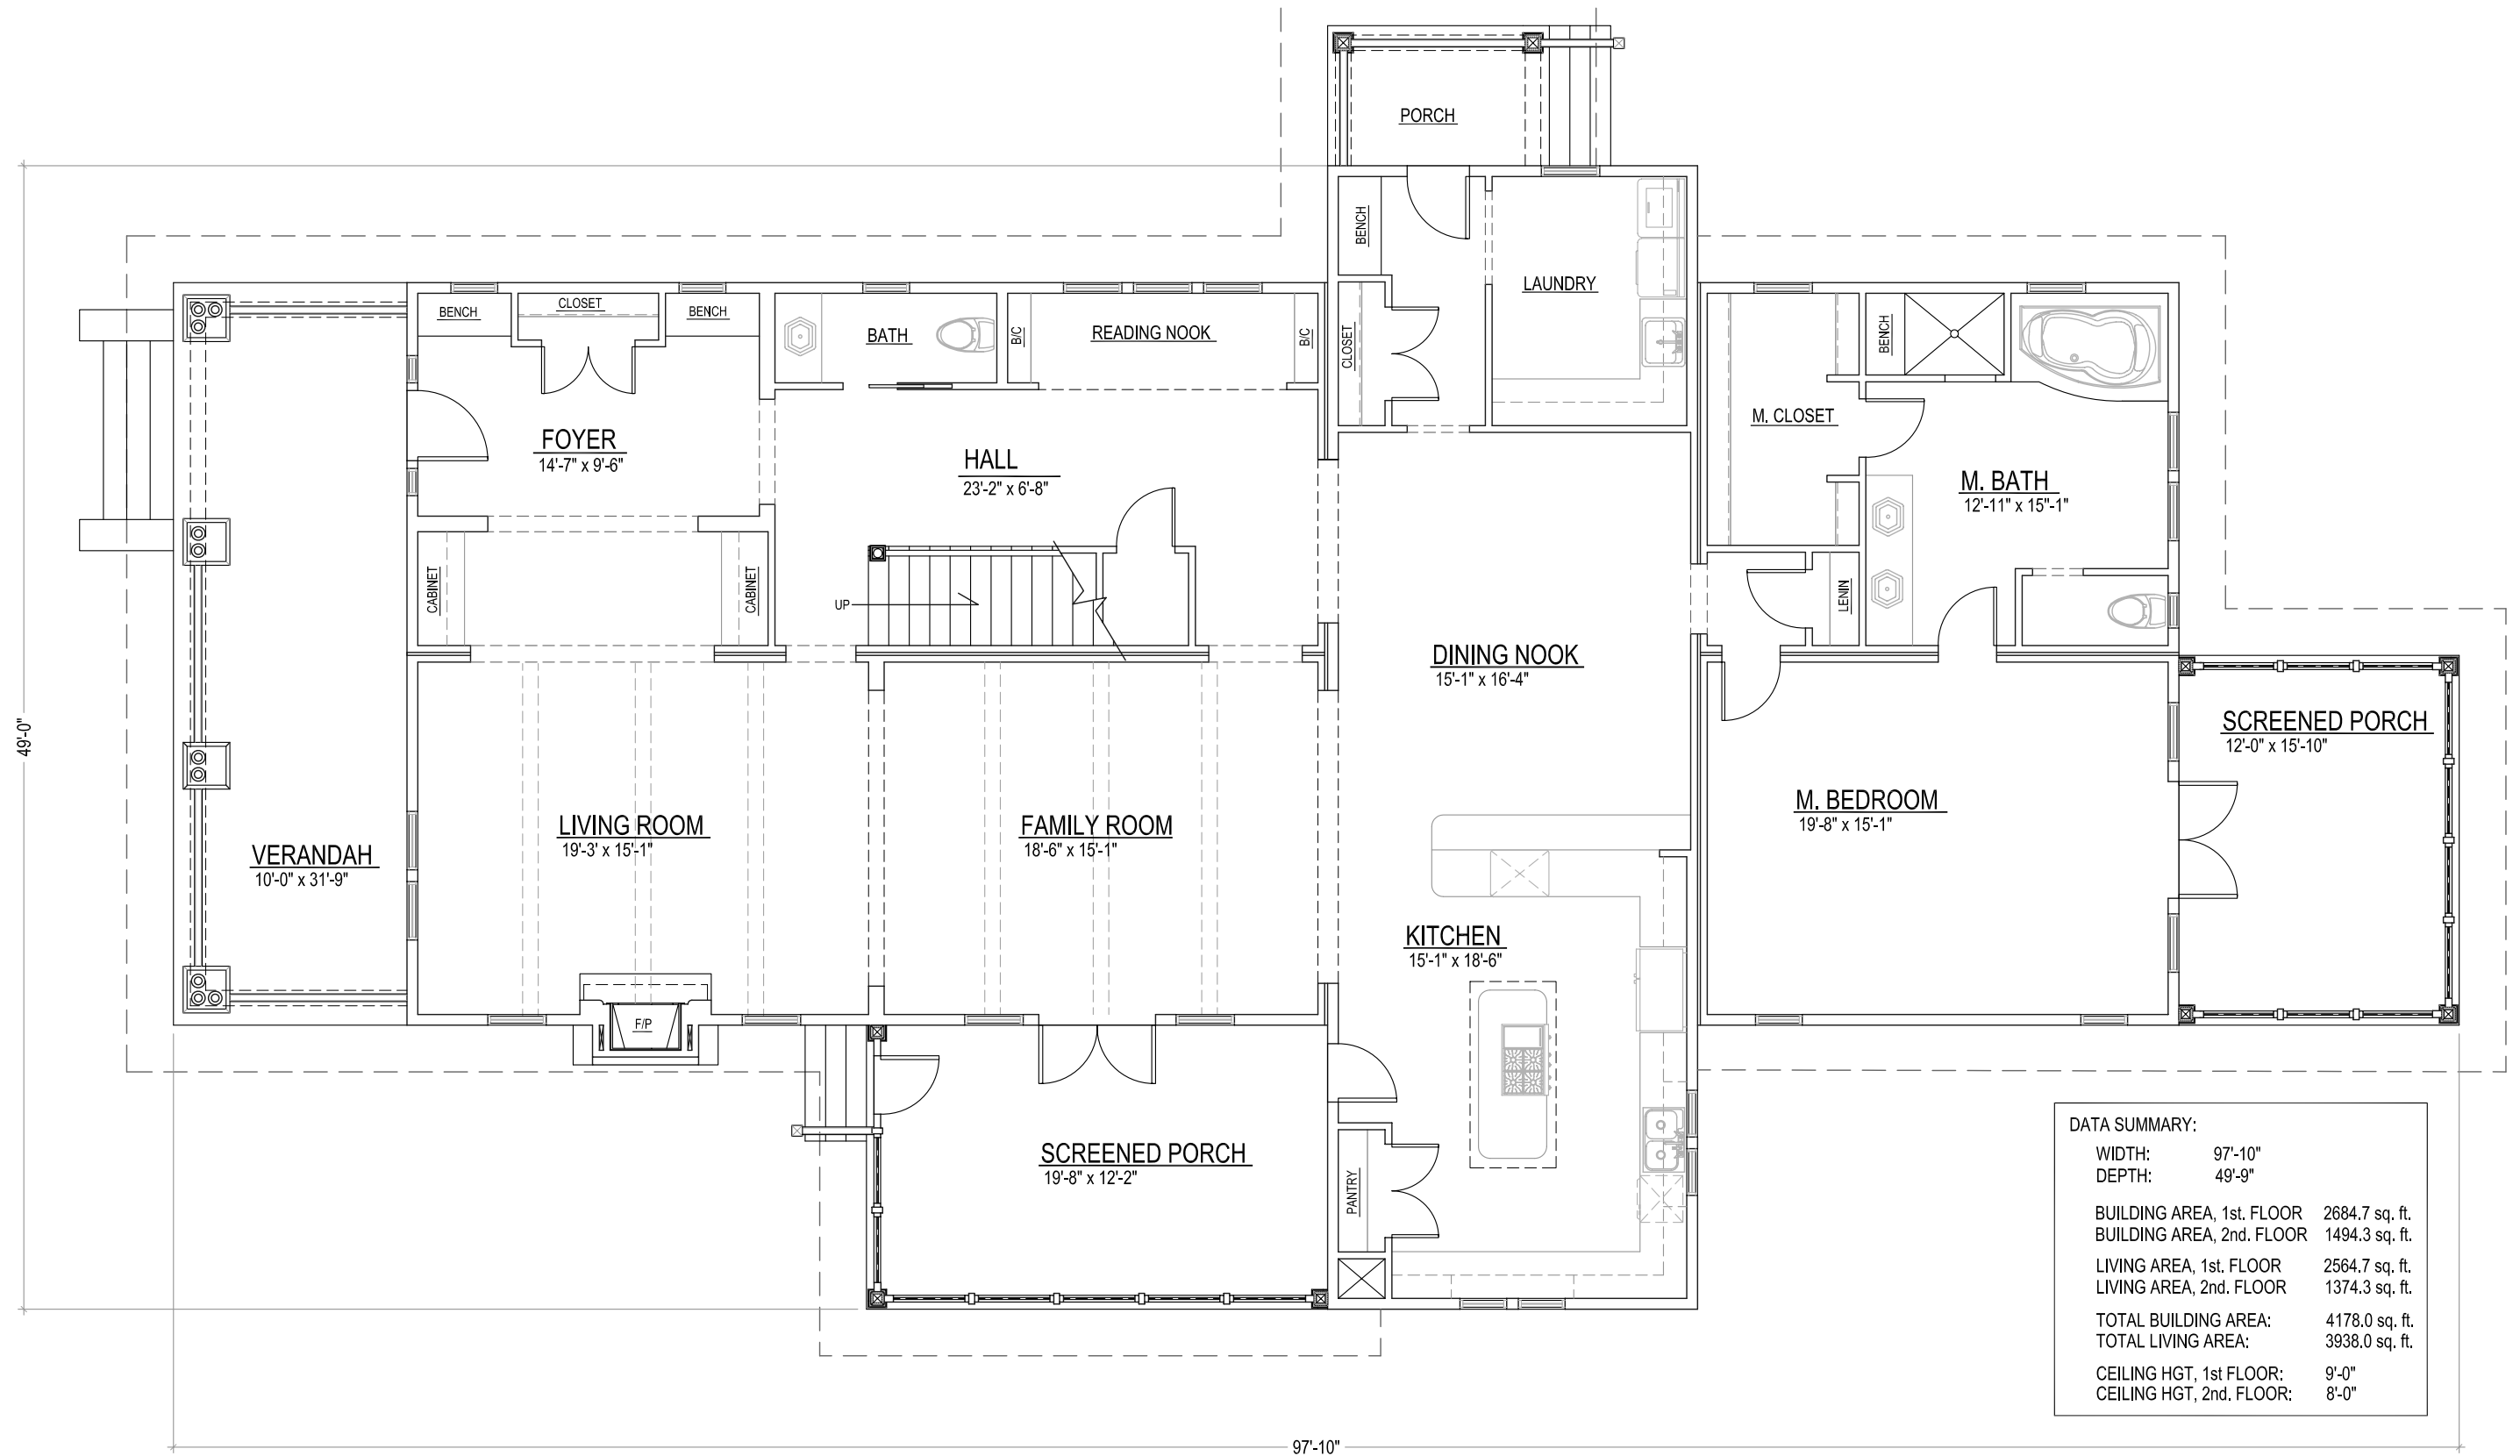 PORCH
BENCH
LAUNDRY
CLOSET
BENCH
CLOSET
BENCH
BATH
B/C
READING NOOK
B/C
BENCH
M. CLOSET
FOYER
14'-7" x 9'-6"
HALL
23'-2" x 6'-8"
M. BATH
12'-11" x 15"-1"
CABINET
CABINET
UP
LENIN
DINING NOOK
15'-1" x 16'-4"
49'-0"
SCREENED PORCH
12'-0" x 15'-10"
M. BEDROOM
19'-8" x 15'-1"
LIVING ROOM
19'-3' x 15'-1"
FAMILY ROOM
18'-6" x 15'-1"
VERANDAH
10'-0" x 31'-9"
KITCHEN
15'-1" x 18'-6"
F/P
SCREENED PORCH
19'-8" x 12'-2"
PANTRY
DATA SUMMARY:
WIDTH: 97'-10"
DEPTH: 49'-9"
BUILDING AREA, 1st. FLOOR 2684.7 sq. ft.
BUILDING AREA, 2nd. FLOOR 1494.3 sq. ft.
LIVING AREA, 1st. FLOOR 2564.7 sq. ft.
LIVING AREA, 2nd. FLOOR 1374.3 sq. ft.
TOTAL BUILDING AREA: 4178.0 sq. ft.
TOTAL LIVING AREA: 3938.0 sq. ft.
CEILING HGT, 1st FLOOR: 9'-0"
CEILING HGT, 2nd. FLOOR: 8'-0"
97'-10"